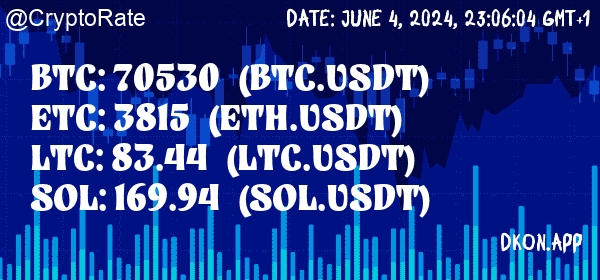 @CryptoRate
DATE: JUNE 4, 2024, 23:06:04 GMT+1
BTC: 70530 (BTC.USDT)
ETC: 3815 (ETH.USDT)
LTC: 83.44 (LTC.USDT)
SOL: 169.94 (SOL.USDT)
DKON.APP